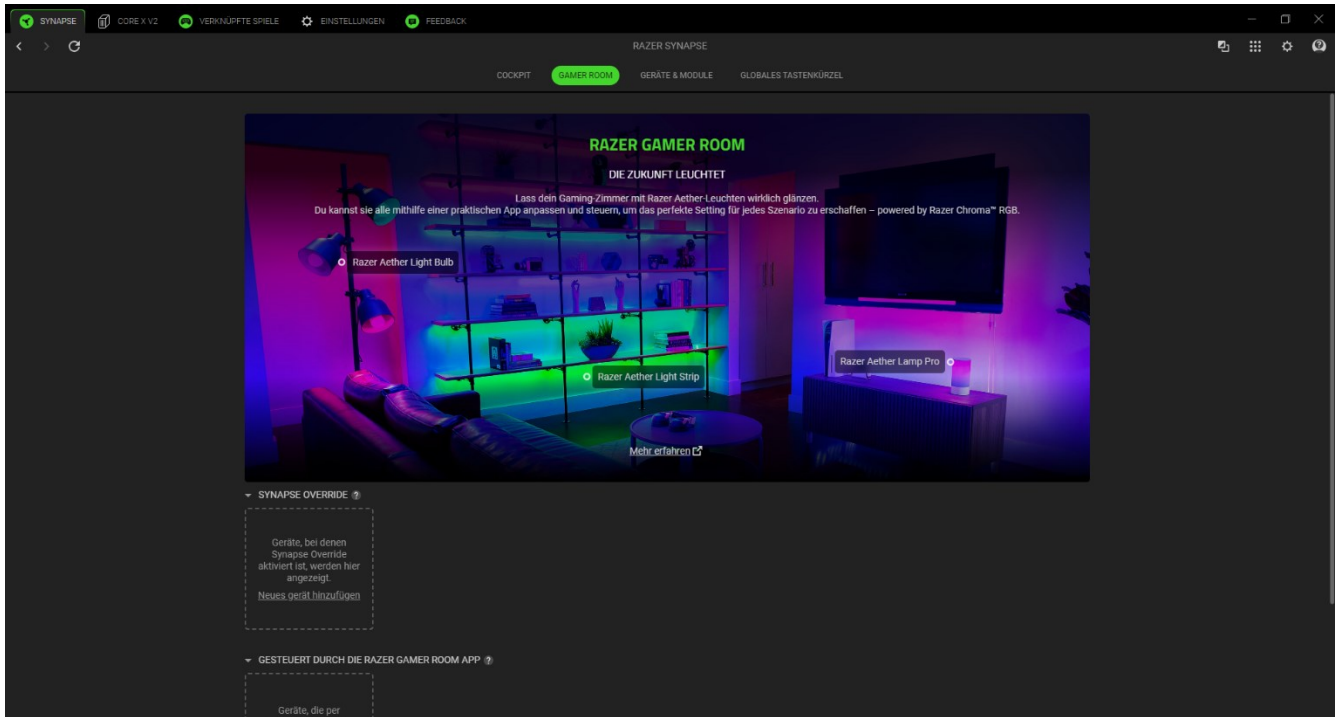 SYNAPSE
CORE X V2
VERKNÜPFTE SPIELE
EINSTELLUNGEN
FEEDBACK
RAZER SYNAPSE
COCKPIT
GAMER ROOM
GERÄTE & MODULE
GLOBALES TASTENKÜRZEL
RAZER GAMER ROOM
DIE ZUKUNFT LEUCHTET
Lass dein Gaming-Zimmer mit Razer Aether-Leuchten wirklich glänzen.
Du kannst sie alle mithilfe einer praktischen App anpassen und steuern, um das perfekte Setting für jedes Szenario zu erschaffen – powered by Razer Chroma™ RGB.
Razer Aether Light Bulb
Razer Aether Lamp Pro
Razer Aether Light Strip
Mehr erfahren
SYNAPSE OVERRIDE ?
Geräte, bei denen
Synapse Override
aktiviert ist, werden hier
angezeigt.
Neues gerät hinzufügen
GESTEUERT DURCH DIE RAZER GAMER ROOM APP ?
Geräte, die per